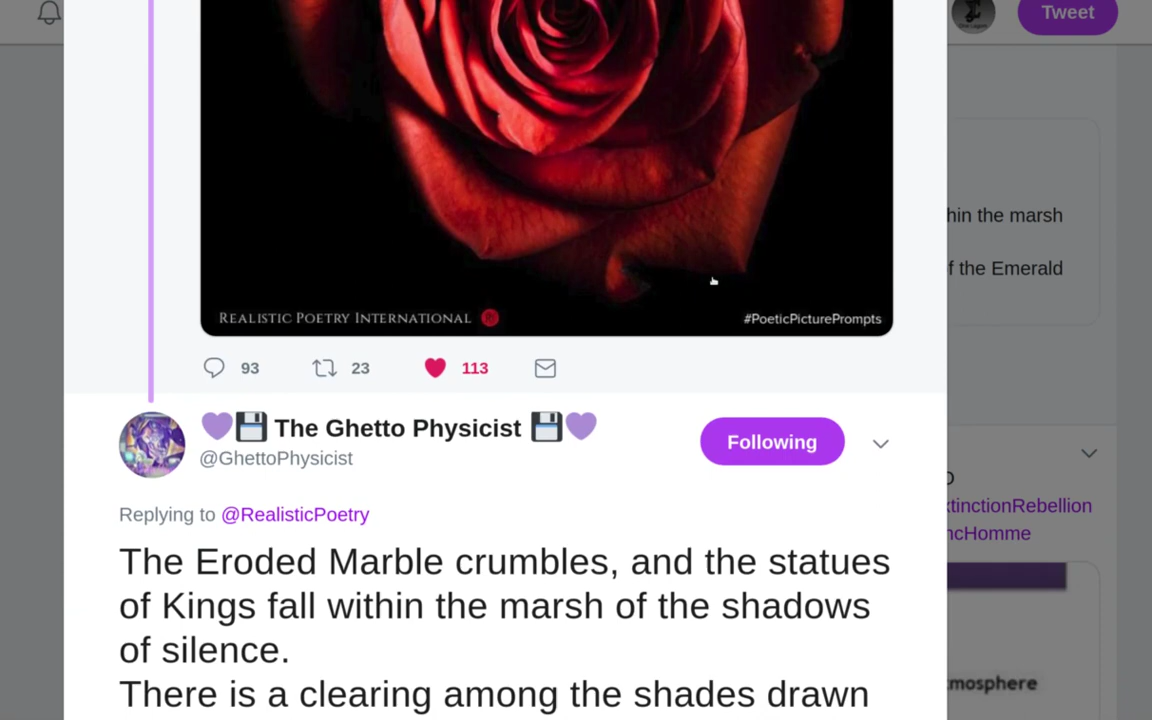 Tweet
REALISTIC POETRY INTERNATIONAL
#PoeticPicturePrompts
93 23 113
The Ghetto Physicist
@GhettoPhysicist
Following
Replying to @RealisticPoetry
The Eroded Marble crumbles, and the statues
of Kings fall within the marsh of the shadows
of silence.
There is a clearing among the shades drawn
hin the marsh
f the Emerald
tinctionRebellion
ncHomme
mosphere